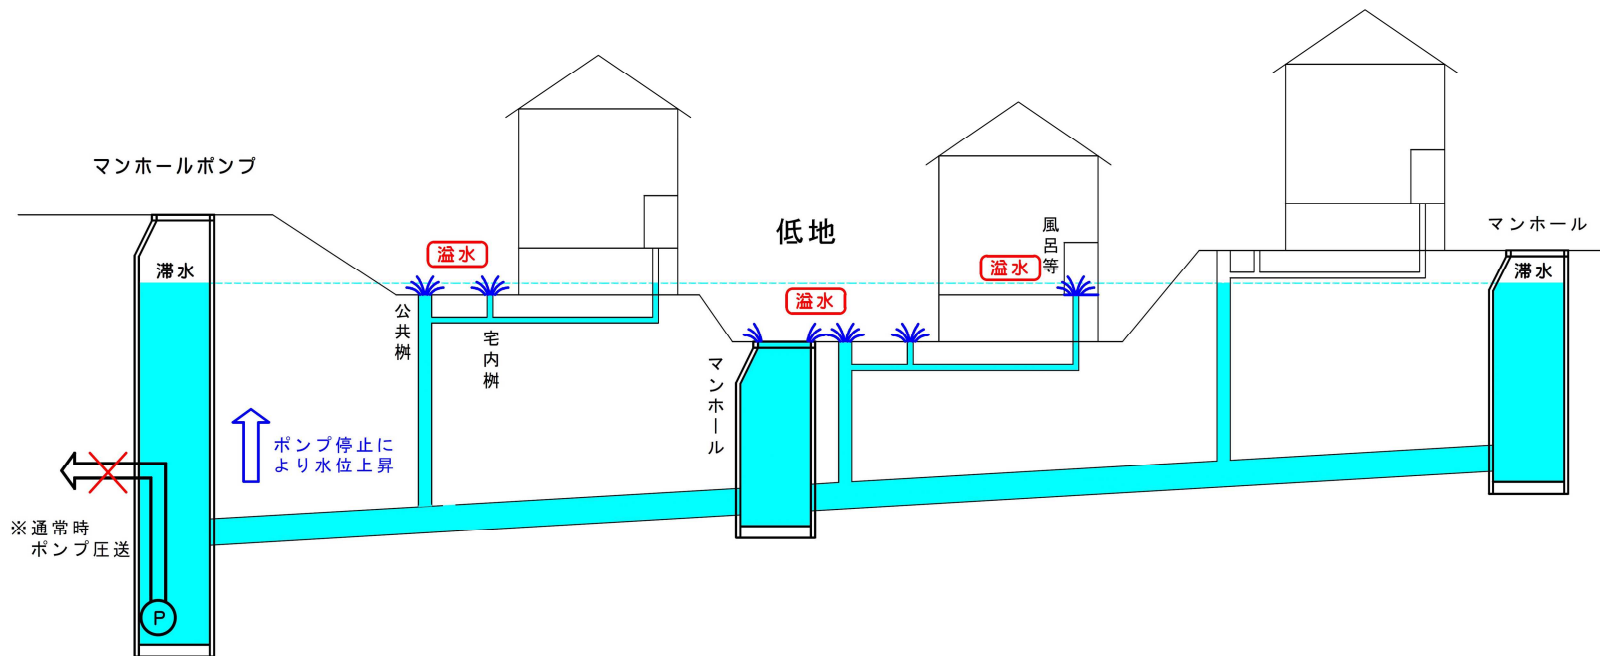 マンホールポンプ
滞水
ポンプ停止に
より水位上昇
※通常時
ポンプ圧送
P
溢水
公共桝
宅内桝
低地
溢水
マンホール
溢水
風呂等
マンホール
滞水